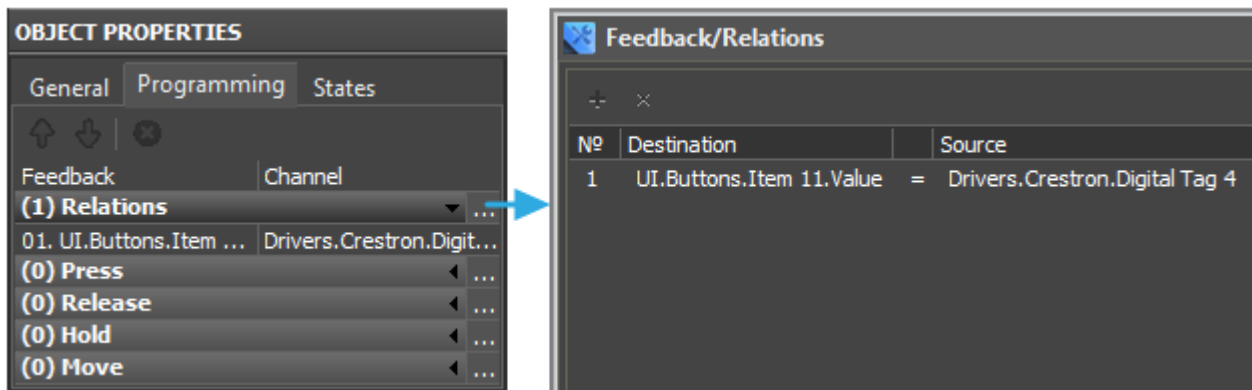 OBJECT PROPERTIES
General Programming States
Feedback Channel
(1) Relations ...
01. UI.Buttons.Item ... Drivers.Crestron.Digit...
(0) Press ...
(0) Release ...
(0) Hold ...
(0) Move ...
Feedback/Relations
Nº Destination Source
1 UI.Buttons.Item 11.Value = Drivers.Crestron.Digital Tag 4